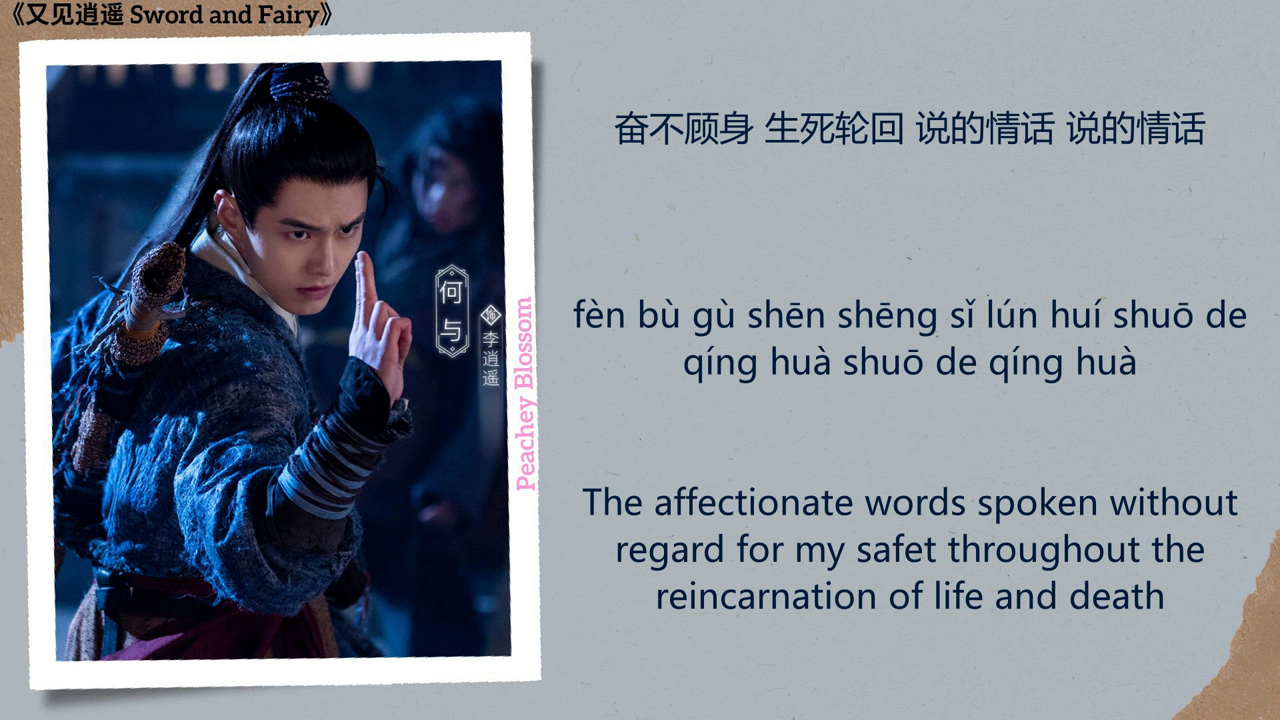 《又见逍遥 Sword and Fairy》
何与
饰
李逍遥
Peachey Blossom
奋不顾身 生死轮回 说的情话 说的情话
fèn bù gù shēn shēng sǐ lún huí shuō de
qíng huà shuō de qíng huà
The affectionate words spoken without
regard for my safet throughout the
reincarnation of life and death